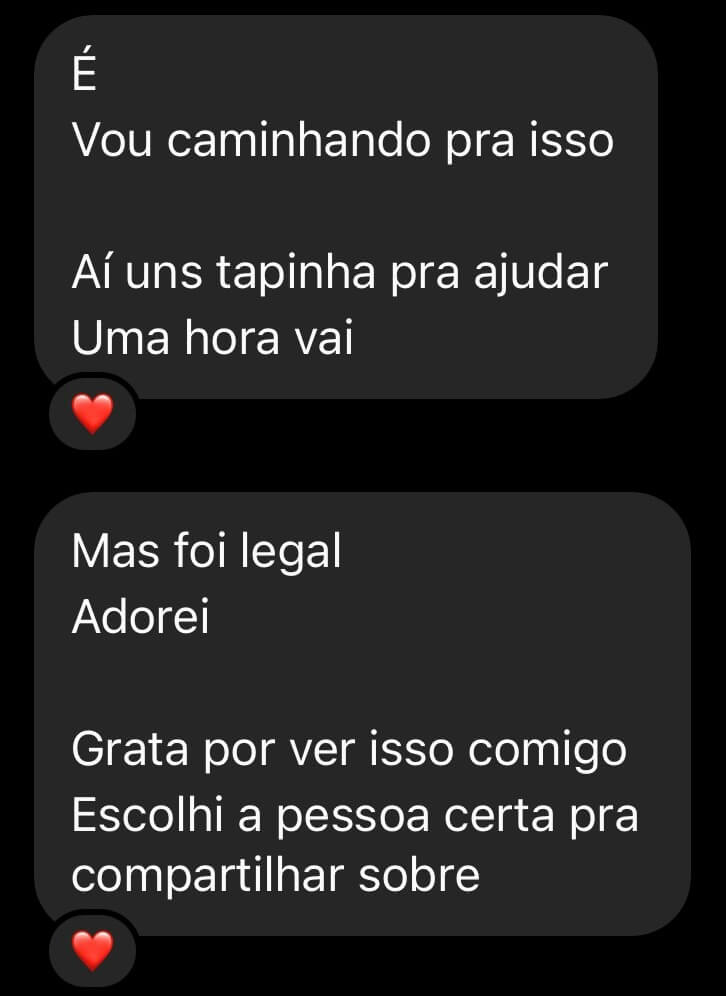 É
Vou caminhando pra isso
Aí uns tapinha pra ajudar
Uma hora vai
Mas foi legal
Adorei
Grata por ver isso comigo
Escolhi a pessoa certa pra
compartilhar sobre